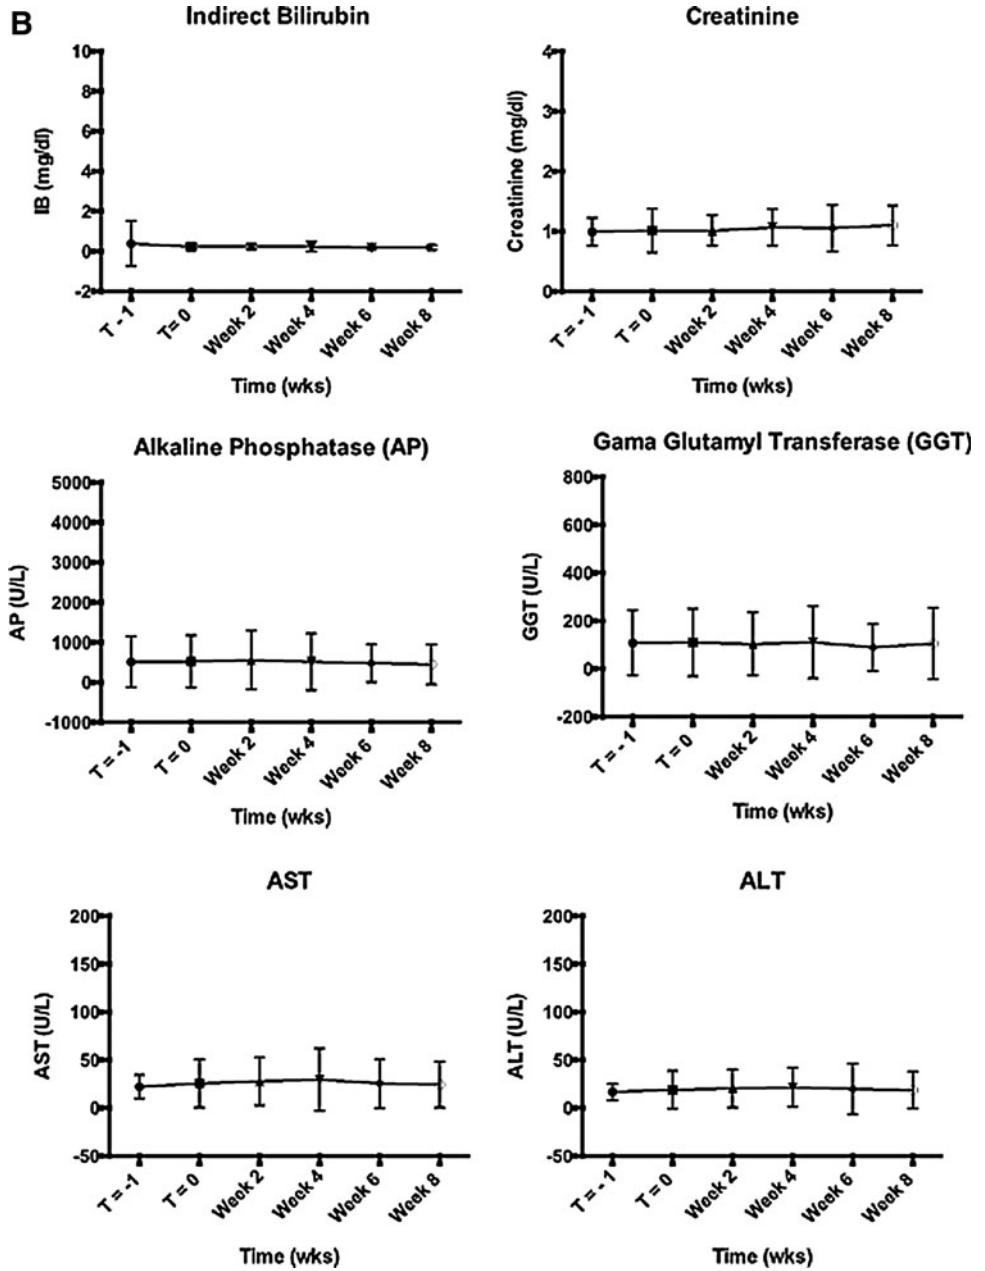 B
Indirect Bilirubin
IB (mg/dl)
10
8
6
4
2
0
-2
T - 1
T= 0
Week 2
Week 4
Week 6
Week 8
Time (wks)
Creatinine
Creatinine (mg/dl)
4
3
2
1
0
T = - 1
T = 0
Week 2
Week 4
Week 6
Week 8
Time (wks)
Alkaline Phosphatase (AP)
AP (U/L)
5000
4000
3000
2000
1000
0
-1000
T = -1
T = 0
Week 2
Week 4
Week 6
Week 8
Time (wks)
Gama Glutamyl Transferase (GGT)
GGT (U/L)
800
600
400
200
0
-200
T = - 1
T = 0
Week 2
Week 4
Week 6
Week 8
Time (wks)
AST
AST (U/L)
200
150
100
50
0
-50
T = -1
T = 0
Week 2
Week 4
Week 6
Week 8
Time (wks)
ALT
ALT (U/L)
200
150
100
50
0
-50
T = -1
T = 0
Week 2
Week 4
Week 6
Week 8
Time (wks)